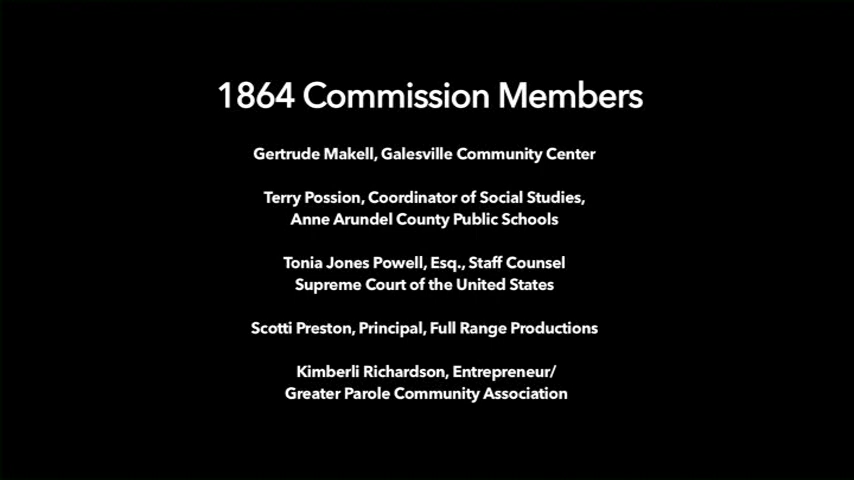 1864 Commission Members
Gertrude Makell, Galesville Community Center
Terry Possion, Coordinator of Social Studies,
Anne Arundel County Public Schools
Tonia Jones Powell, Esq., Staff Counsel
Supreme Court of the United States
Scotti Preston, Principal, Full Range Productions
Kimberli Richardson, Entrepreneur/
Greater Parole Community Association